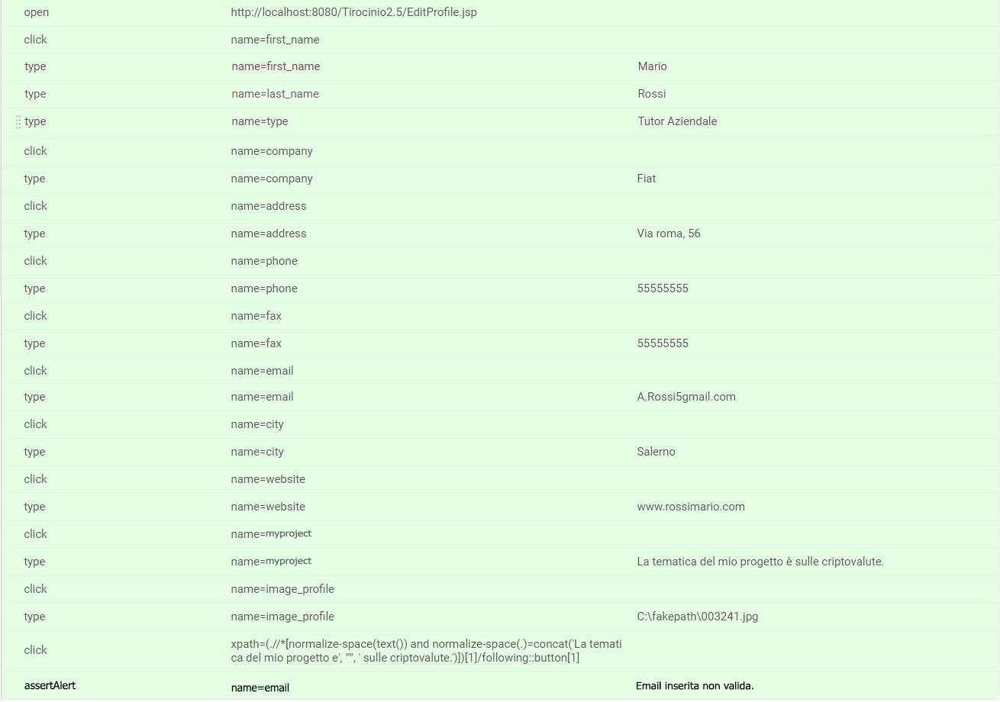 open http://localhost:8080/Tirocinio2.5/EditProfile.jsp
click name=first_name
type name=first_name Mario
type name=last_name Rossi
type name=type Tutor Aziendale
click name=company
type name=company Fiat
click name=address
type name=address Via roma, 56
click name=phone
type name=phone 55555555
click name=fax
type name=fax 55555555
click name=email
type name=email A.Rossi5gmail.com
click name=city
type name=city Salerno
click name=website
type name=website www.rossimario.com
click name=myproject
type name=myproject La tematica del mio progetto è sulle criptovalute.
click name=image_profile
type name=image_profile C:\fakepath\003241.jpg
click xpath=(.//*[normalize-space(text()) and normalize-space(.)=concat('La temati
ca del mio progetto e', "'", ' sulle criptovalute.')])[1]/following::button[1]
assertAlert name=email Email inserita non valida.